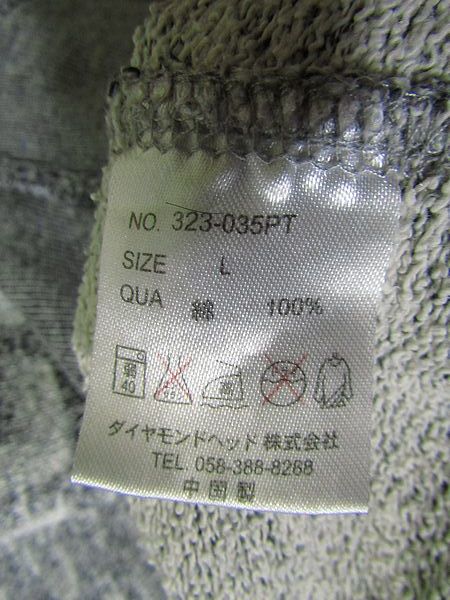 NO. 323-035PT
SIZE L
QUA 綿 100%
弱 40
ダイヤモンドヘッド株式会社
TEL 058-388-8288
中国製